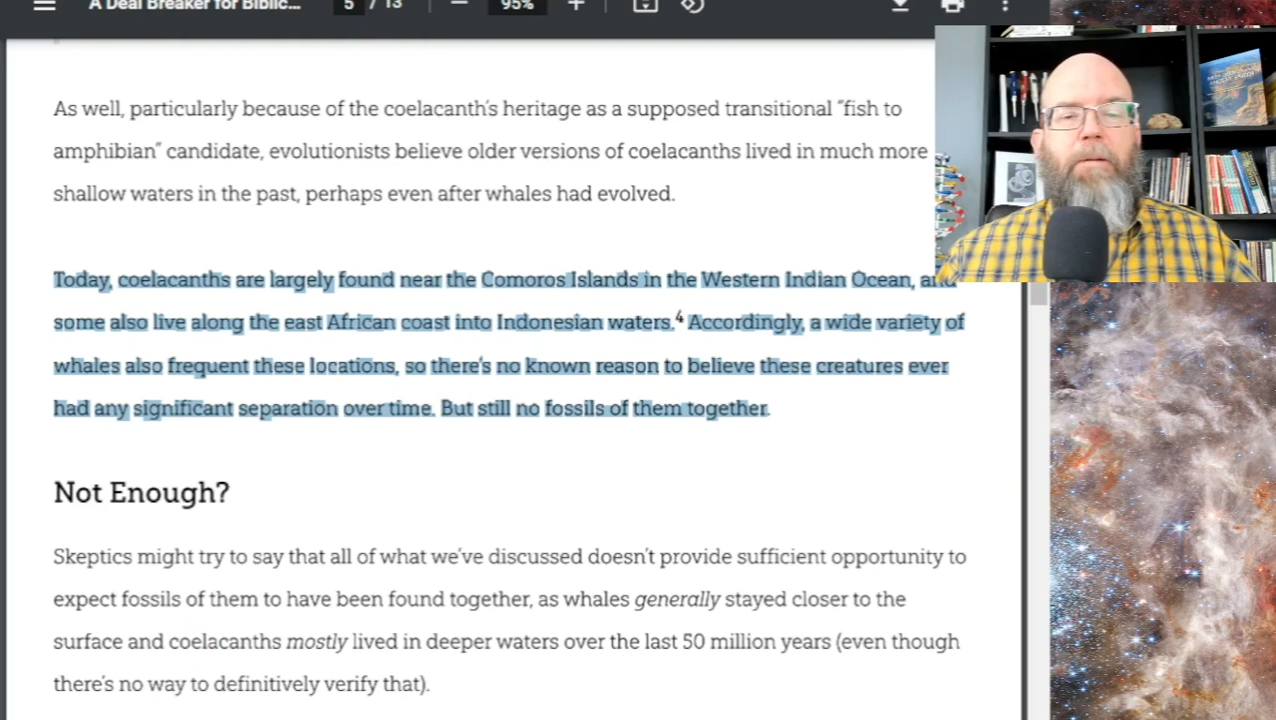 A Deal Breaker for Biblic...
5 / 13
95%
As well, particularly because of the coelacanth's heritage as a supposed transitional "fish to
amphibian" candidate, evolutionists believe older versions of coelacanths lived in much more
shallow waters in the past, perhaps even after whales had evolved.
Today, coelacanths are largely found near the Comoros Islands in the Western Indian Ocean, and
some also live along the east African coast into Indonesian waters.4 Accordingly, a wide variety of
whales also frequent these locations, so there's no known reason to believe these creatures ever
had any significant separation over time. But still no fossils of them together.
Not Enough?
Skeptics might try to say that all of what we've discussed doesn't provide sufficient opportunity to
expect fossils of them to have been found together, as whales generally stayed closer to the
surface and coelacanths mostly lived in deeper waters over the last 50 million years (even though
there's no way to definitively verify that).